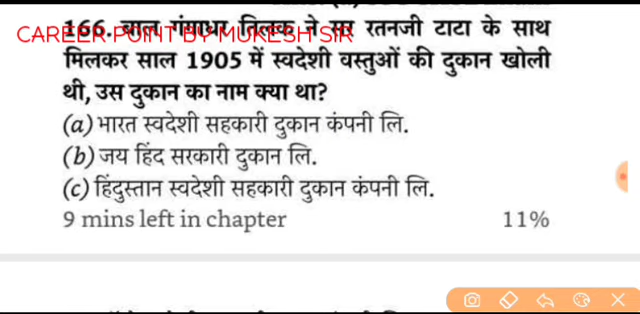 CAREER POINT BY MUKESH SIR
166. बाल गंगाधर तिलक ने सर रतनजी टाटा के साथ
मिलकर साल 1905 में स्वदेशी वस्तुओं की दुकान खोली
थी, उस दुकान का नाम क्या था?
(a) भारत स्वदेशी सहकारी दुकान कंपनी लि.
(b) जय हिंद सरकारी दुकान लि.
(c) हिंदुस्तान स्वदेशी सहकारी दुकान कंपनी लि.
9 mins left in chapter 11%